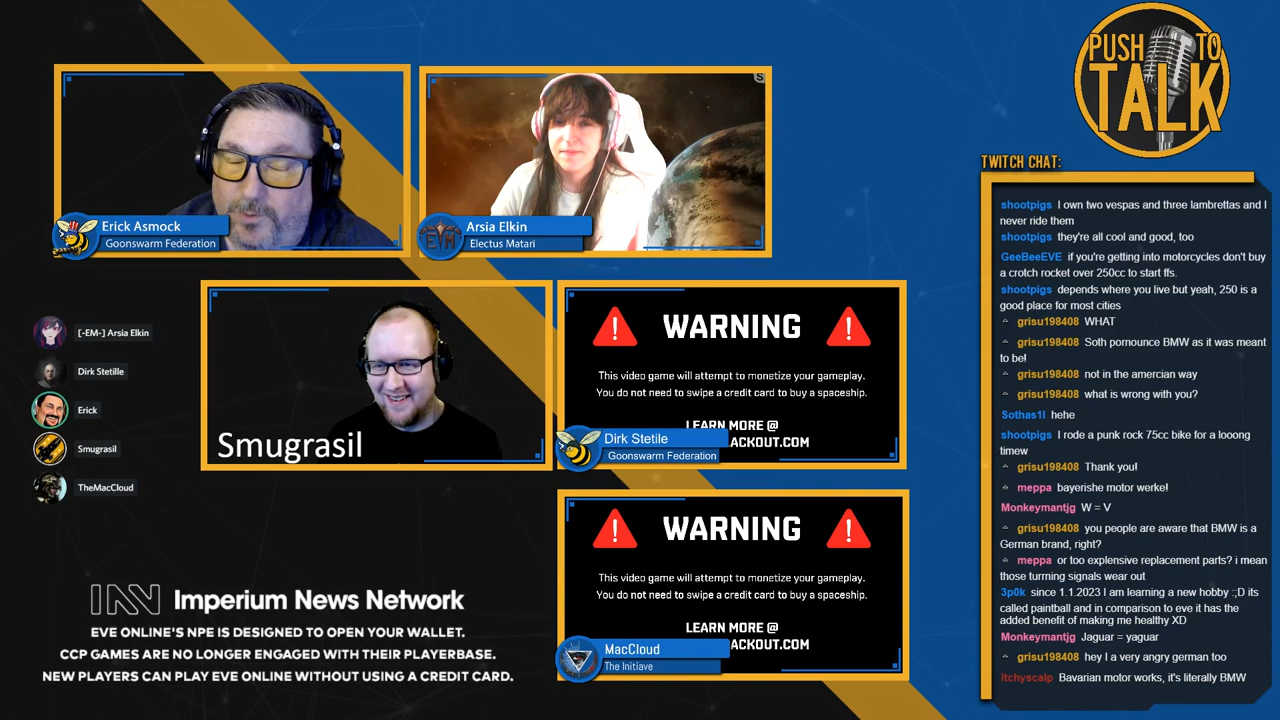 PUSH TO
TALK
Erick Asmock
Goonswarm Federation
S
Arsia Elkin
Electus Matari
EVM
[-EM-] Arsia Elkin
Dirk Stetille
Erick
Smugrasil
TheMacCloud
Smugrasil
WARNING
This video game will attempt to monetize your gameplay.
You do not need to swipe a credit card to buy a spaceship.
LEARN MORE @
ACKOUT.COM
Dirk Stetile
Goonswarm Federation
WARNING
This video game will attempt to monetize your gameplay.
You do not need to swipe a credit card to buy a spaceship.
LEARN MORE @
ACKOUT.COM
MacCloud
The Initiave
INN Imperium News Network
EVE ONLINE'S NPE IS DESIGNED TO OPEN YOUR WALLET.
CCP GAMES ARE NO LONGER ENGAGED WITH THEIR PLAYERBASE.
NEW PLAYERS CAN PLAY EVE ONLINE WITHOUT USING A CREDIT CARD.
TWITCH CHAT:
shootpigs I own two vespas and three lambrettas and I
never ride them
shootpigs they're all cool and good, too
GeeBeeEVE if you're getting into motorcycles don't buy
a crotch rocket over 250cc to start ffs.
shootpigs depends where you live but yeah, 250 is a
good place for most cities
grisu198408 WHAT
grisu198408 Soth pornounce BMW as it was meant
to be!
grisu198408 not in the amercian way
grisu198408 what is wrong with you?
Sothas1l hehe
shootpigs I rode a punk rock 75cc bike for a looong
timew
grisu198408 Thank you!
meppa bayerishe motor werke!
Monkeymantjg W = V
grisu198408 you people are aware that BMW is a
German brand, right?
meppa or too explensive replacement parts? i mean
those turrning signals wear out
3p0k since 1.1.2023 I am learning a new hobby :;D its
called paintball and in comparison to eve it has the
added benefit of making me healthy XD
Monkeymantjg Jaguar = yaguar
grisu198408 hey I a very angry german too
Itchyscalp Bavarian motor works, it's literally BMW